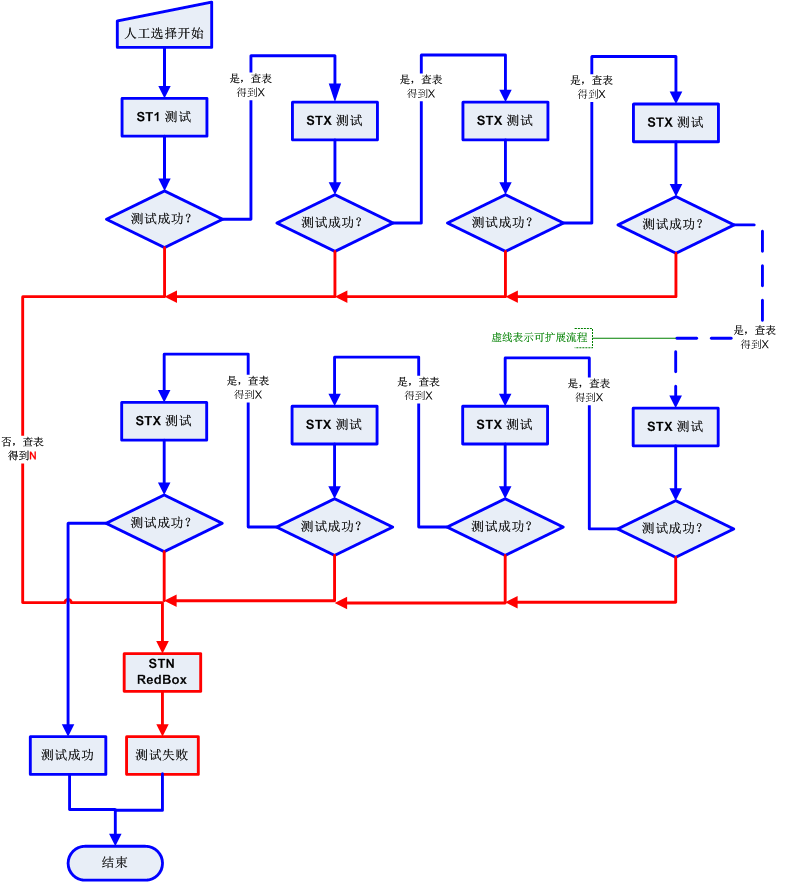 人工选择开始
是，查表
得到X
是，查表
得到X
是，查表
得到X
ST1 测试
STX 测试
STX 测试
STX 测试
测试成功？
测试成功？
测试成功？
测试成功？
虚线表示可扩展流程
是，查表
得到X
是，查表
得到X
是，查表
得到X
是，查表
得到X
STX 测试
STX 测试
STX 测试
STX 测试
否，查表
得到N
测试成功？
测试成功？
测试成功？
测试成功？
STN
RedBox
测试成功
测试失败
结束